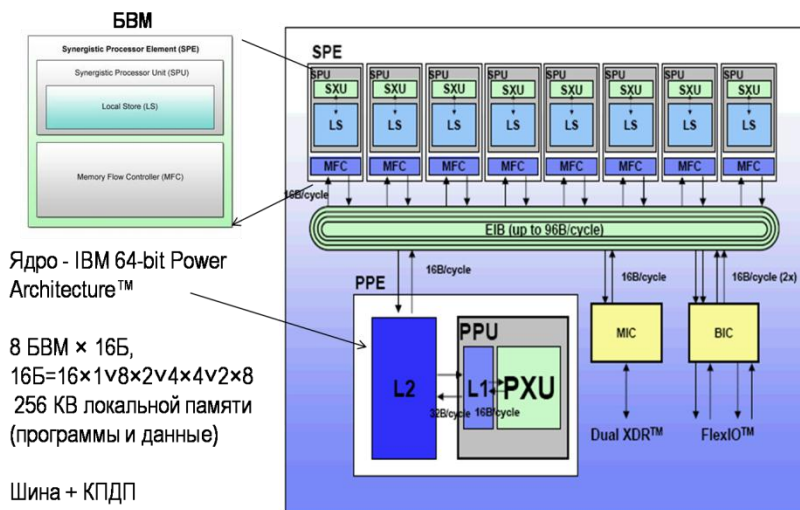 БВМ
Synergistic Processor Element (SPE)
Synergistic Processor Unit (SPU)
Local Store (LS)
Memory Flow Controller (MFC)
Ядро - IBM 64-bit Power
Architecture™
8 БВМ × 16Б,
16Б=16×1∨8×2∨4×4∨2×8
256 КВ локальной памяти
(программы и данные)
Шина + КПДП
SPE
SPU SPU SPU SPU SPU SPU SPU SPU
SXU SXU SXU SXU SXU SXU SXU SXU
LS LS LS LS LS LS LS LS
MFC MFC MFC MFC MFC MFC MFC MFC
16B/cycle
EIB (up to 96B/cycle)
16B/cycle 16B/cycle 16B/cycle (2x)
PPE
PPU
L2 L1 PXU
32B/cycle 16B/cycle
MIC BIC
Dual XDR™ FlexIO™